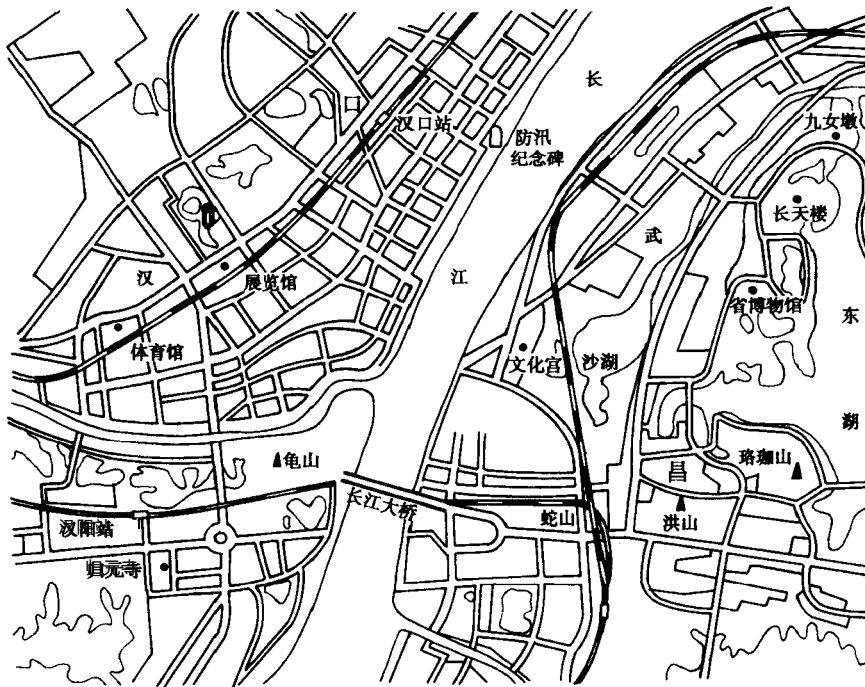 长
九女墩
口
汉口站
防汛
纪念碑
长天楼
武
汉
展览馆
江
省博物馆
东
体育馆
文化宫
沙湖
湖
龟山
昌
珞珈山
长江大桥
蛇山
洪山
汉阳站
归元寺